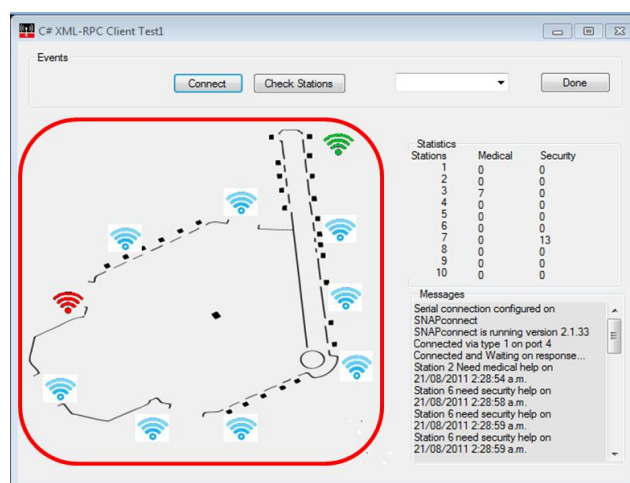 C# XML-RPC Client Test1
Events
Connect
Check Stations
Done
Statistics
Stations Medical Security
1 0 0
2 0 0
3 7 0
4 0 0
5 0 0
6 0 0
7 0 13
8 0 0
9 0 0
10 0 0
Messages
Serial connection configured on
SNAPconnect
SNAPconnect is running version 2.1.33
Connected via type 1 on port 4
Connected and Waiting on response...
Station 2 Need medical help on
21/08/2011 2:28:54 a.m.
Station 6 need security help on
21/08/2011 2:28:58 a.m.
Station 6 need security help on
21/08/2011 2:28:59 a.m.
Station 6 need security help on
21/08/2011 2:28:59 a.m.